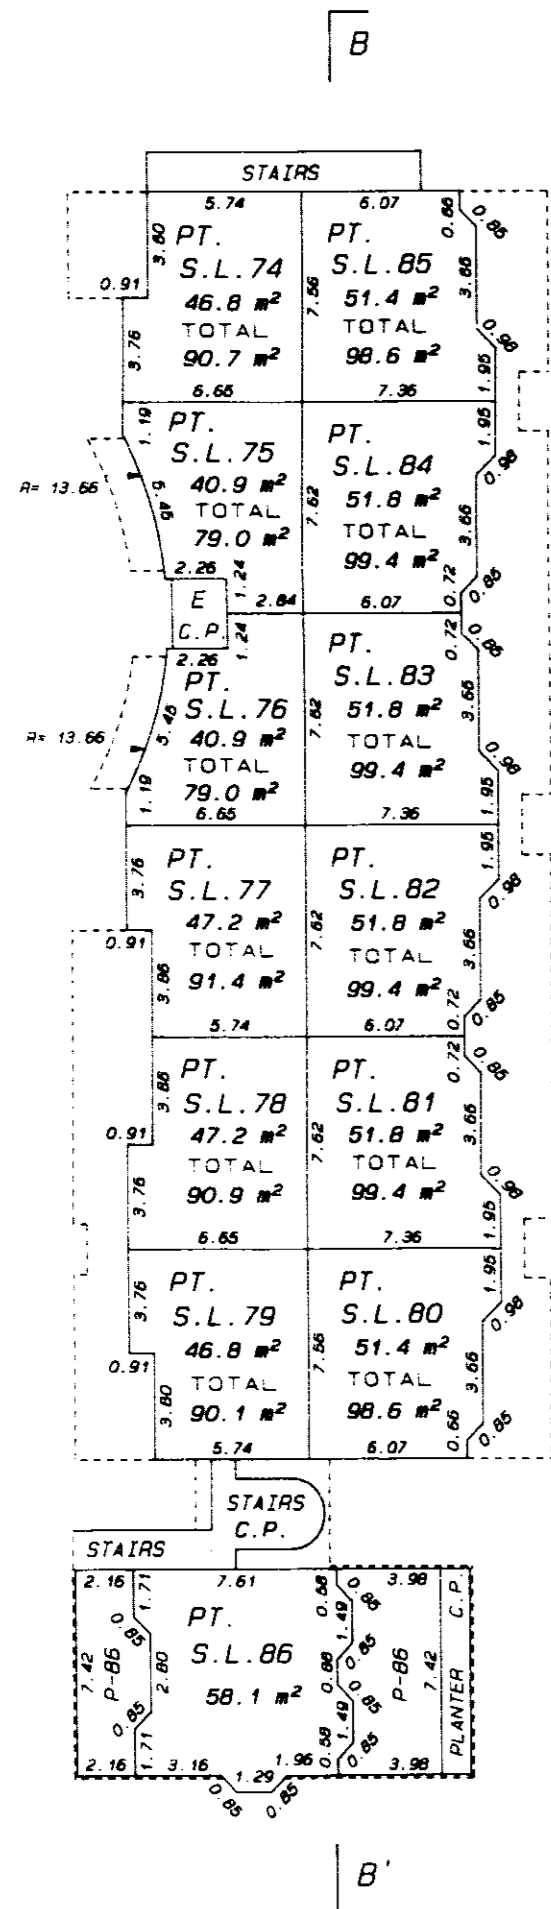 B
STAIRS
5.74 6.07
0.66 0.85
3.80 PT. PT.
S.L.74 S.L.85
3.66
0.91 46.8 m² 7.56 51.4 m²
TOTAL TOTAL
0.98
3.76 90.7 m² 98.6 m² 1.95
6.65 7.36
1.19 PT. PT. 1.95
S.L.75 S.L.84
0.98
R= 13.66 5.46 40.9 m² 7.62 51.8 m²
TOTAL TOTAL 3.66
79.0 m² 99.4 m²
2.26 1.24 0.72 0.85
E 2.84 6.07
C.P. 1.24 0.72 0.85
2.26 PT. PT.
S.L.76 S.L.83
5.46 40.9 m² 7.62 51.8 m² 3.66
R= 13.66 TOTAL TOTAL
79.0 m² 99.4 m² 0.98
1.19 6.65 7.36 1.95
3.76 PT. PT. 1.95
S.L.77 S.L.82 0.98
47.2 m² 7.62 51.8 m²
0.91 TOTAL TOTAL 3.66
3.86 91.4 m² 99.4 m²
5.74 6.07 0.72 0.85
3.86 PT. PT. 0.72 0.85
S.L.78 S.L.81
0.91 47.2 m² 7.62 51.8 m² 3.66
TOTAL TOTAL
3.76 90.9 m² 99.4 m² 0.98
6.65 7.36 1.95
3.76 PT. PT. 1.95
S.L.79 S.L.80 0.98
0.91 46.8 m² 7.56 51.4 m²
TOTAL TOTAL 3.66
3.80 90.1 m² 98.6 m²
5.74 6.07 0.66 0.85
STAIRS
C.P.
STAIRS
2.16 1.71 7.61 0.58 0.85 3.98 C.P.
0.85 PT. 1.49
S.L.86 0.85
7.42 P-86 2.80 0.88 P-86 7.42
58.1 m² 0.85
0.85 1.49 PLANTER
1.71 0.58 0.85
2.16 3.16 1.29 1.96 3.98
0.85 0.85
B'